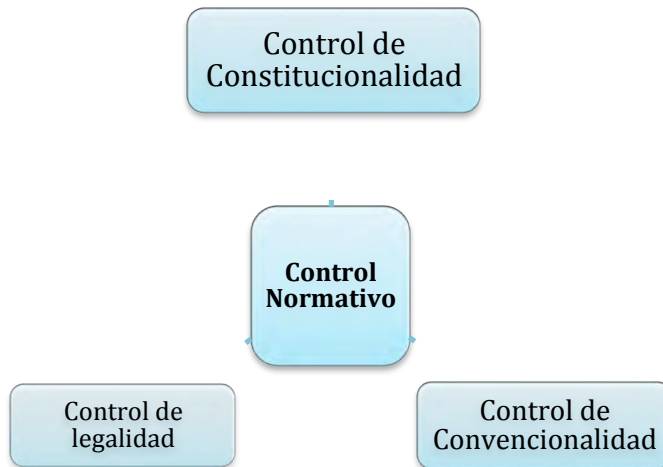 Control de
Constitucionalidad
Control
Normativo
Control de
legalidad
Control de
Convencionalidad